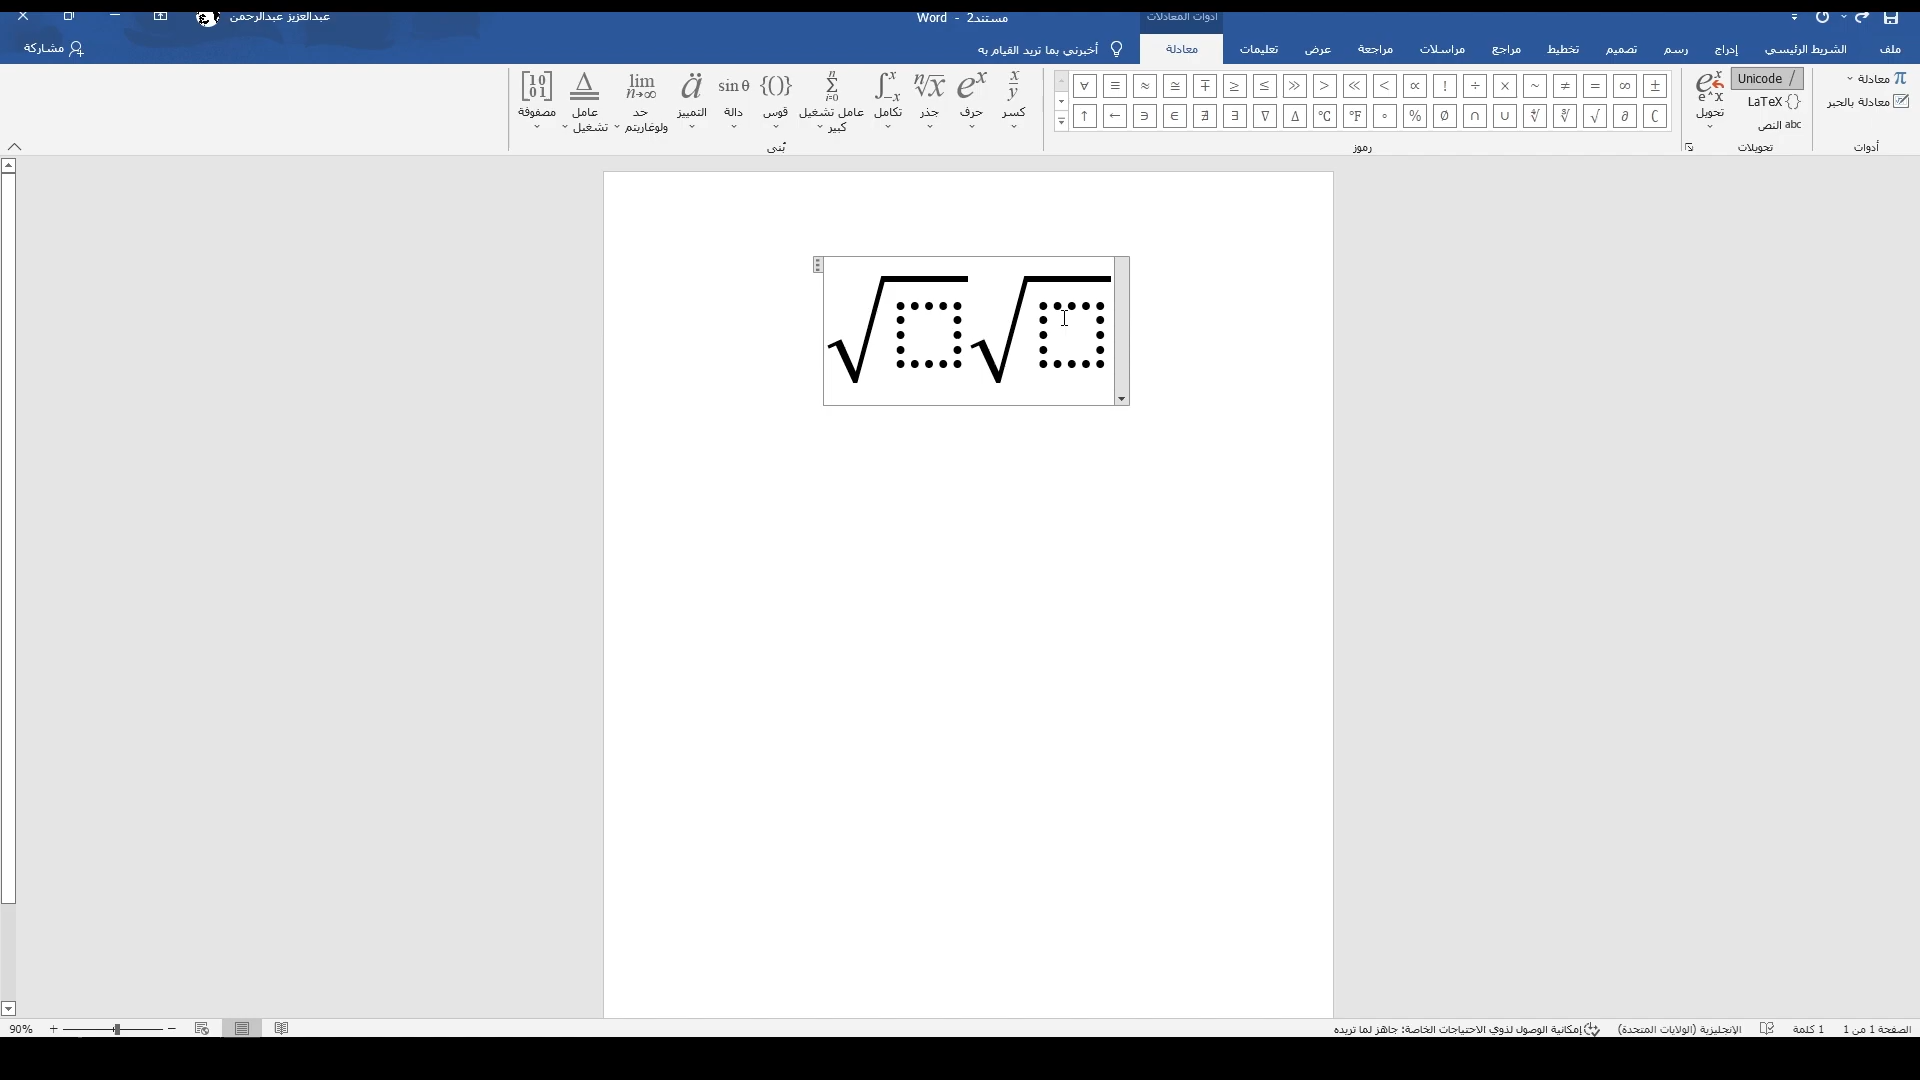 مستند2 - Word
أدوات المعادلات
عبدالعزيز عبدالرحمن
ملف
الشريط الرئيسي
إدراج
رسم
تصميم
تخطيط
مراجع
مراسلات
مراجعة
عرض
تعليمات
معادلة
أخبرني بما تريد القيام به
مشاركة
π معادلة
معادلة بالحبر
أدوات
Unicode
LaTeX {}
abc النص
تحويل
تحويلات
± ∞ = ≠ ~ × ÷ ! ∝ < ≪ > ≫ ≤ ≥ ∓ ≅ ≈ ≡ ∀
∁ ∂ √ ∛ ∜ ∪ ∩ ∅ % ° °F °C ∆ ∇ ∃ ∄ ∈ ∋ ← ↑
رموز
كسر
حرف
جذر
تكامل
عامل تشغيل كبير
قوس
دالة
التمييز
حد ولوغاريتم
عامل تشغيل
مصفوفة
بُنى
√ √
الصفحة 1 من 1
1 كلمة
الإنجليزية (الولايات المتحدة)
إمكانية الوصول لذوي الاحتياجات الخاصة: جاهز لما تريده
90%